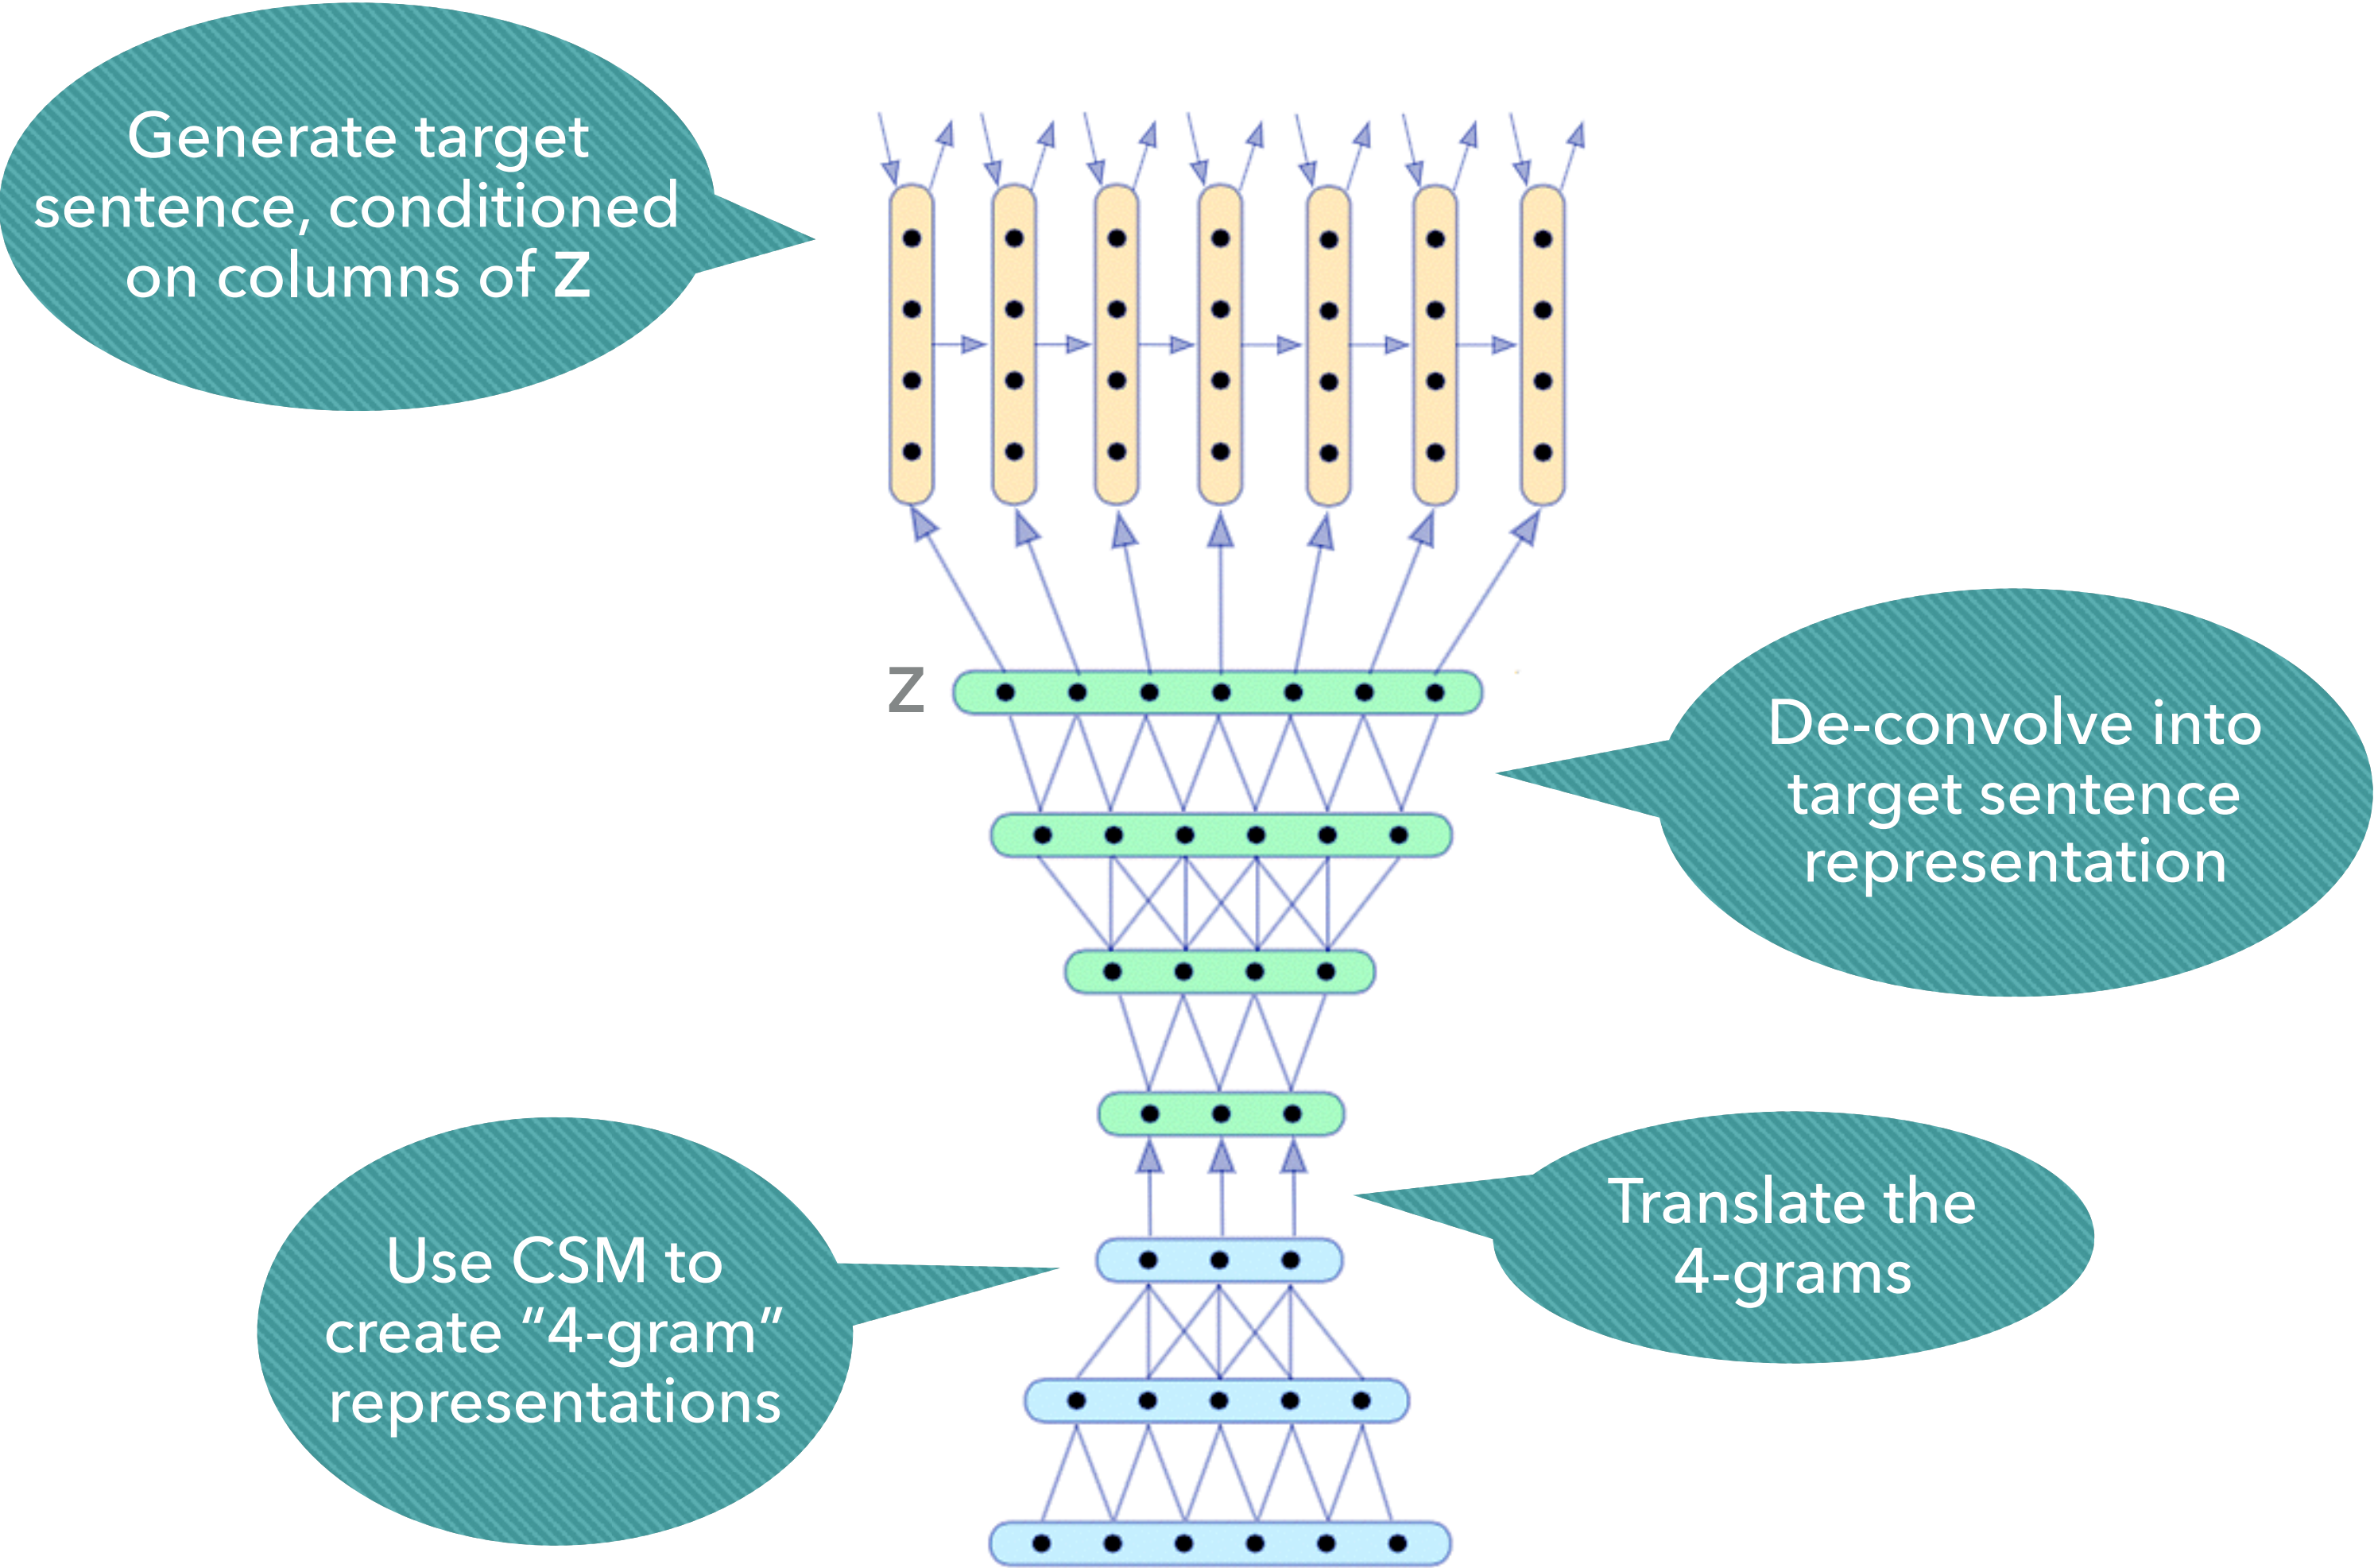 Generate target
sentence, conditioned
on columns of Z
Z
De-convolve into
target sentence
representation
Translate the
4-grams
Use CSM to
create “4-gram“
representations